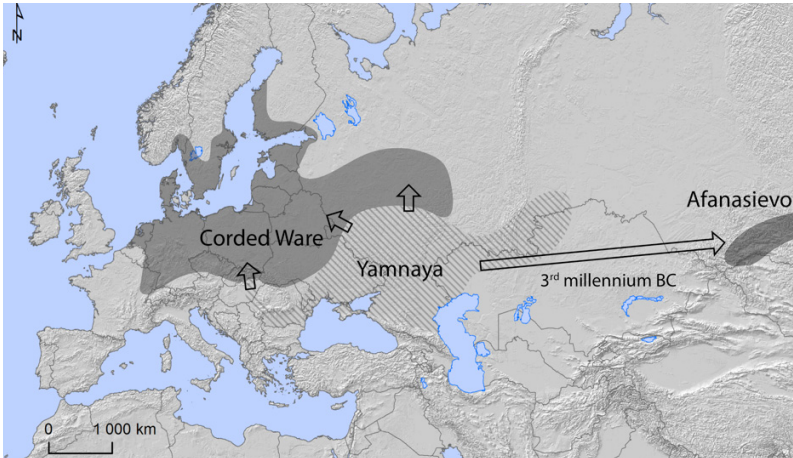 N
Afanasievo
Corded Ware
Yamnaya
3rd millennium BC
0 1 000 km